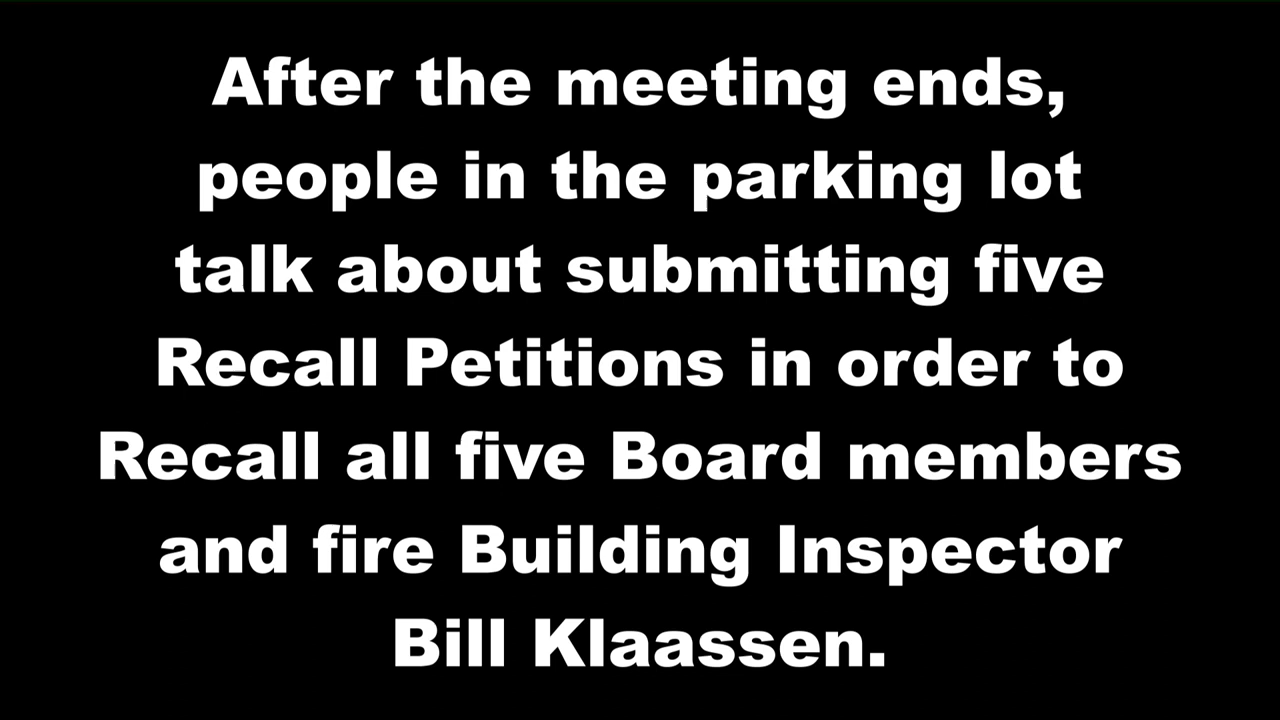 After the meeting ends,
people in the parking lot
talk about submitting five
Recall Petitions in order to
Recall all five Board members
and fire Building Inspector
Bill Klaassen.